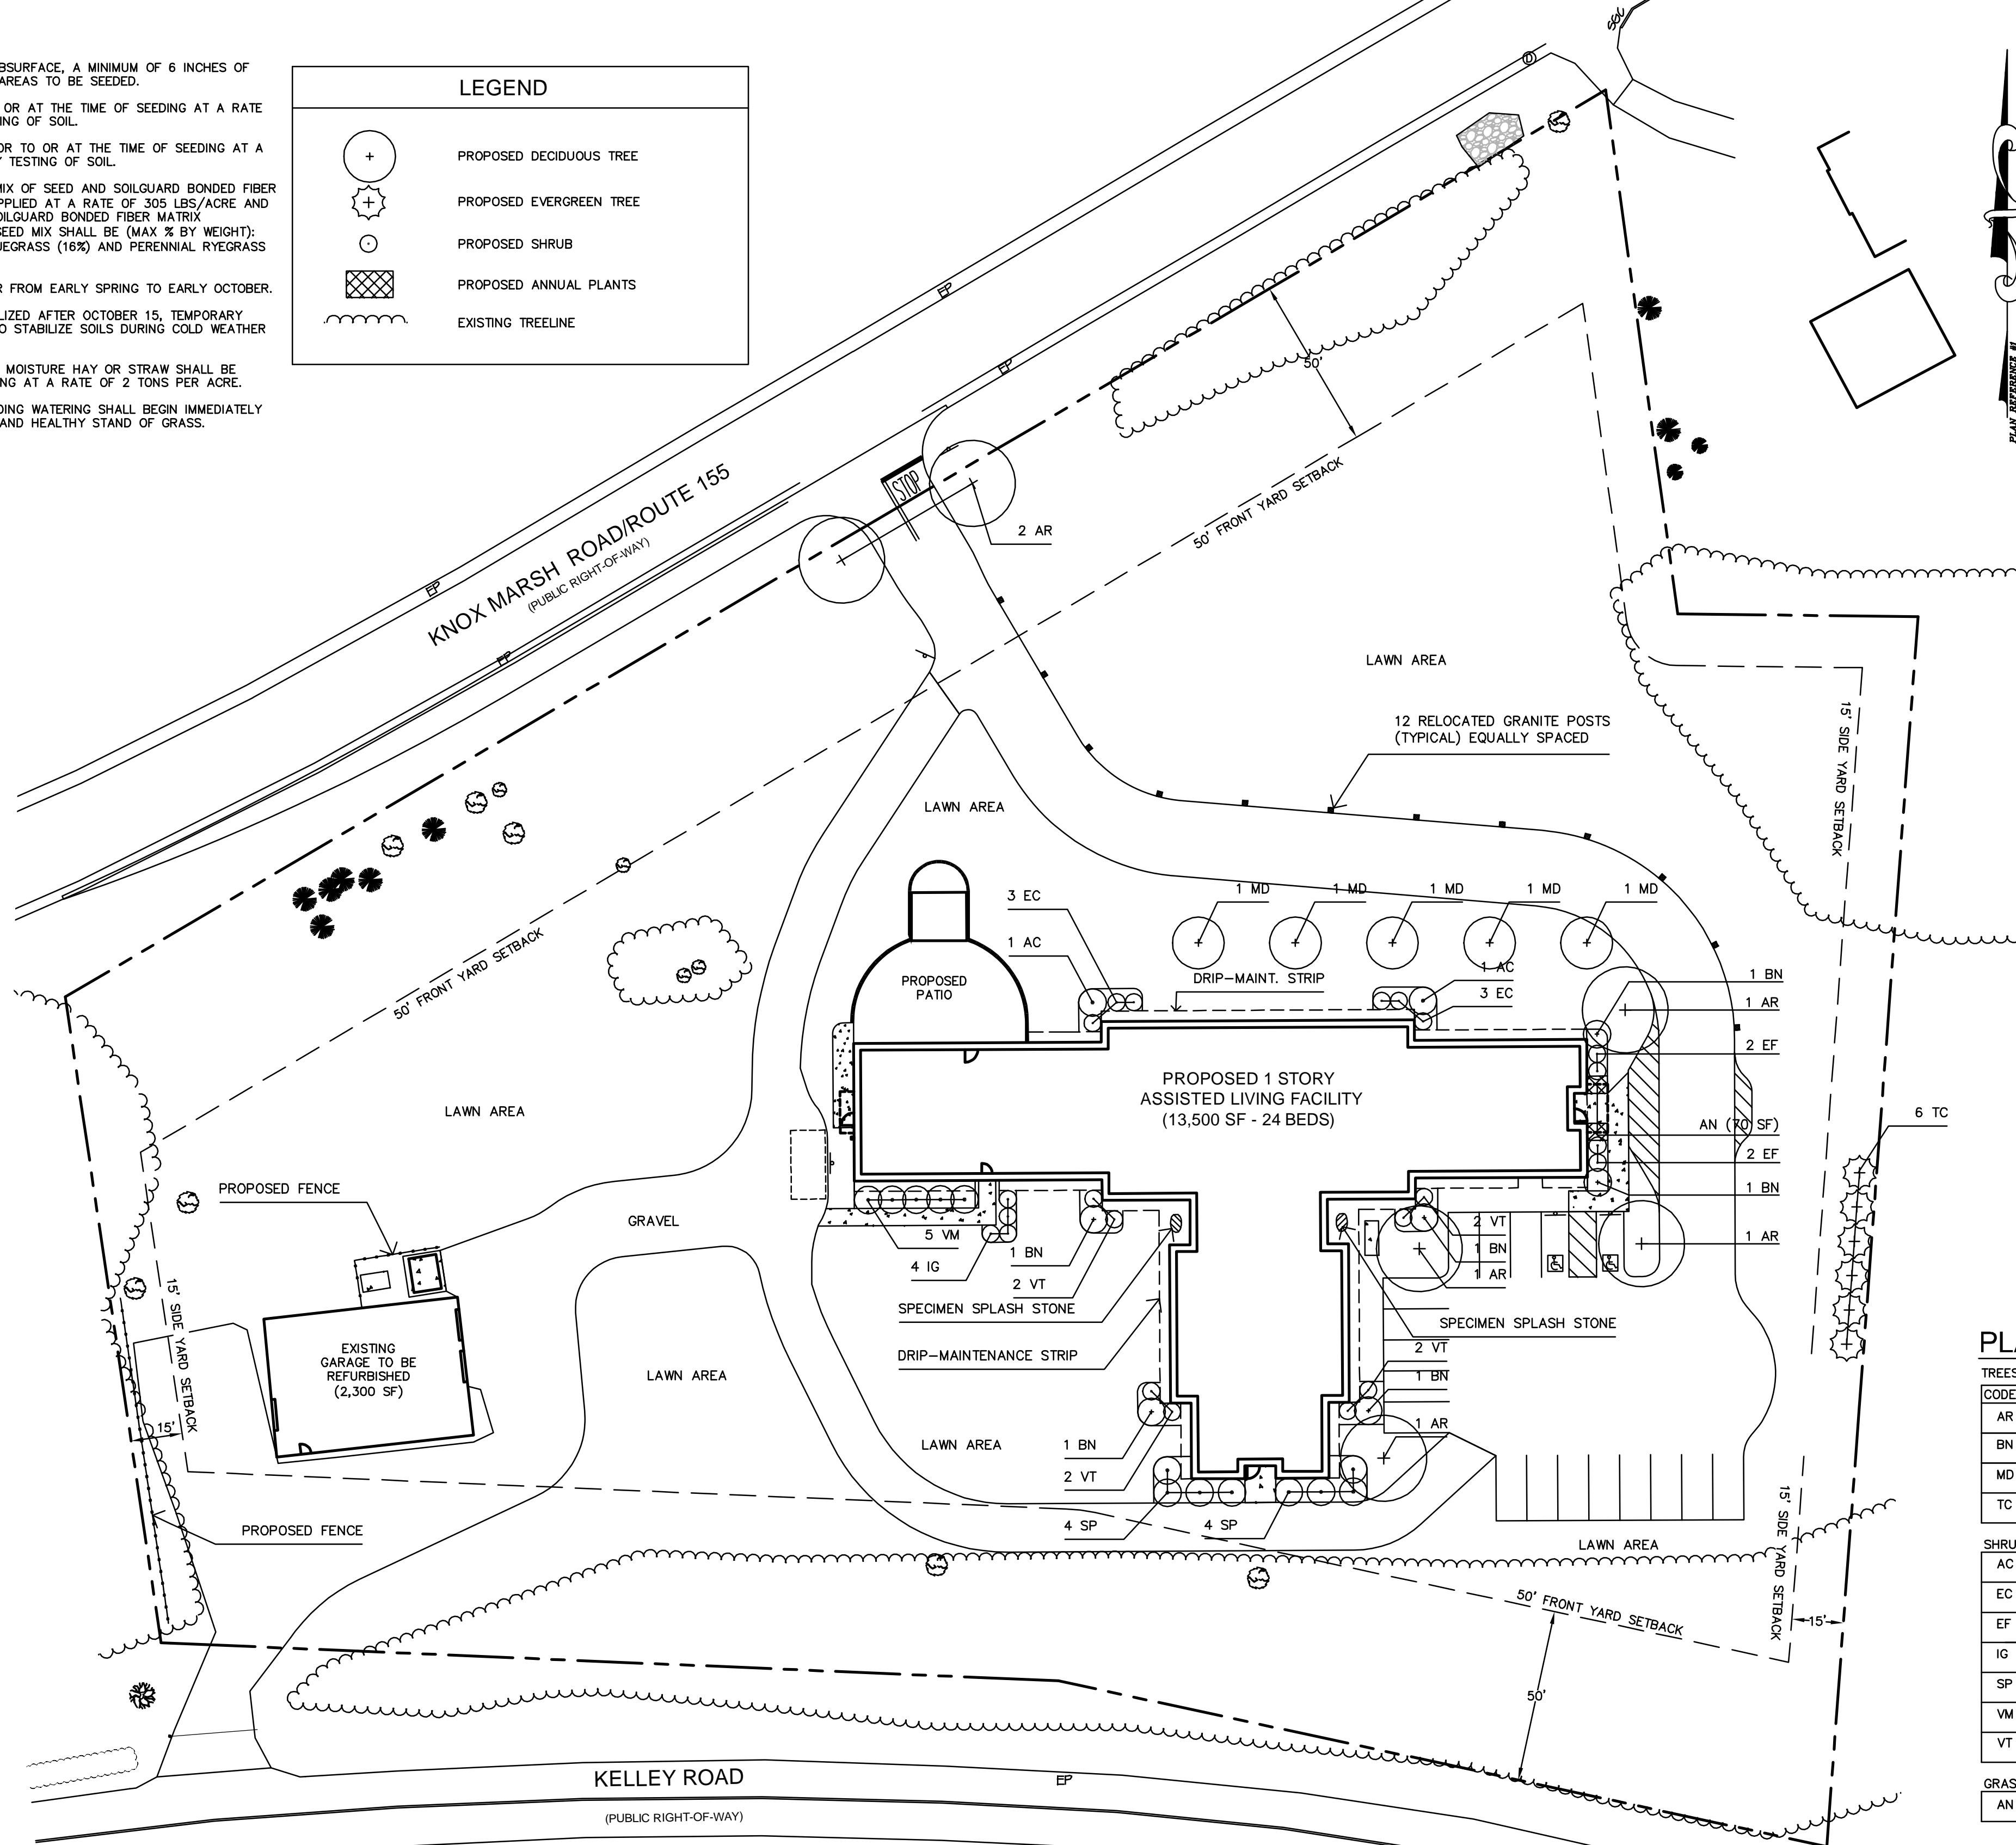 BSURFACE, A MINIMUM OF 6 INCHES OF
AREAS TO BE SEEDED.
OR AT THE TIME OF SEEDING AT A RATE
ING OF SOIL.
OR TO OR AT THE TIME OF SEEDING AT A
Y TESTING OF SOIL.
MIX OF SEED AND SOILGUARD BONDED FIBER
PPLIED AT A RATE OF 305 LBS/ACRE AND
OILGUARD BONDED FIBER MATRIX
SEED MIX SHALL BE (MAX % BY WEIGHT):
UEGRASS (16%) AND PERENNIAL RYEGRASS
R FROM EARLY SPRING TO EARLY OCTOBER.
LIZED AFTER OCTOBER 15, TEMPORARY
O STABILIZE SOILS DURING COLD WEATHER
MOISTURE HAY OR STRAW SHALL BE
NG AT A RATE OF 2 TONS PER ACRE.
DING WATERING SHALL BEGIN IMMEDIATELY
AND HEALTHY STAND OF GRASS.
LEGEND
PROPOSED DECIDUOUS TREE
PROPOSED EVERGREEN TREE
PROPOSED SHRUB
PROPOSED ANNUAL PLANTS
EXISTING TREELINE
SGC
D
PLAN REFERENCE #1
EP
EP
EP
EP
50'
STOP
2 AR
KNOX MARSH ROAD/ROUTE 155
(PUBLIC RIGHT-OF-WAY)
50' FRONT YARD SETBACK
LAWN AREA
12 RELOCATED GRANITE POSTS
(TYPICAL) EQUALLY SPACED
15' SIDE YARD SETBACK
LAWN AREA
3 EC
1 AC
1 MD
1 MD
1 MD
1 MD
1 MD
50' FRONT YARD SETBACK
PROPOSED
PATIO
DRIP-MAINT. STRIP
1 AC
3 EC
1 BN
1 AR
2 EF
PROPOSED 1 STORY
ASSISTED LIVING FACILITY
(13,500 SF - 24 BEDS)
LAWN AREA
AN (70 SF)
6 TC
2 EF
1 BN
1 AR
PROPOSED FENCE
GRAVEL
5 VM
4 IG
1 BN
2 VT
2 VT
1 BN
1 AR
SPECIMEN SPLASH STONE
SPECIMEN SPLASH STONE
DRIP-MAINTENANCE STRIP
15' SIDE YARD SETBACK
EXISTING
GARAGE TO BE
REFURBISHED
(2,300 SF)
LAWN AREA
2 VT
1 BN
1 AR
15'
LAWN AREA
1 BN
2 VT
4 SP
4 SP
PROPOSED FENCE
LAWN AREA
15' SIDE YARD SETBACK
50' FRONT YARD SETBACK
15'
50'
KELLEY ROAD
(PUBLIC RIGHT-OF-WAY)
EP
PLA
TREES
CODE
AR
BN
MD
TC
SHRU
AC
EC
EF
IG
SP
VM
VT
GRAS
AN